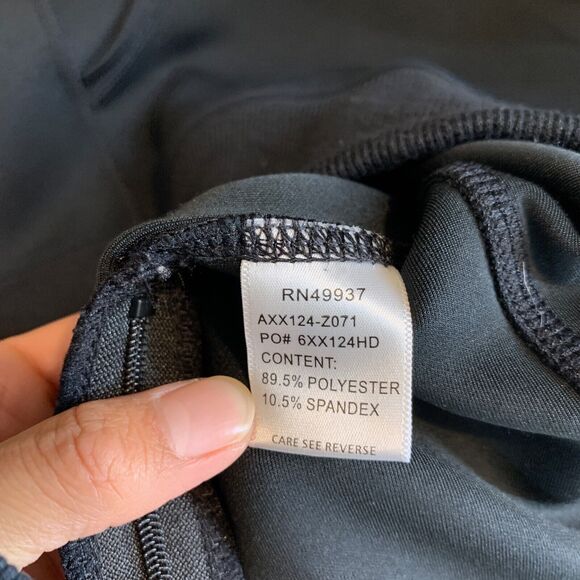 RN49937
AXX124-Z071
PO# 6XX124HD
CONTENT:
89.5% POLYESTER
10.5% SPANDEX
CARE SEE REVERSE